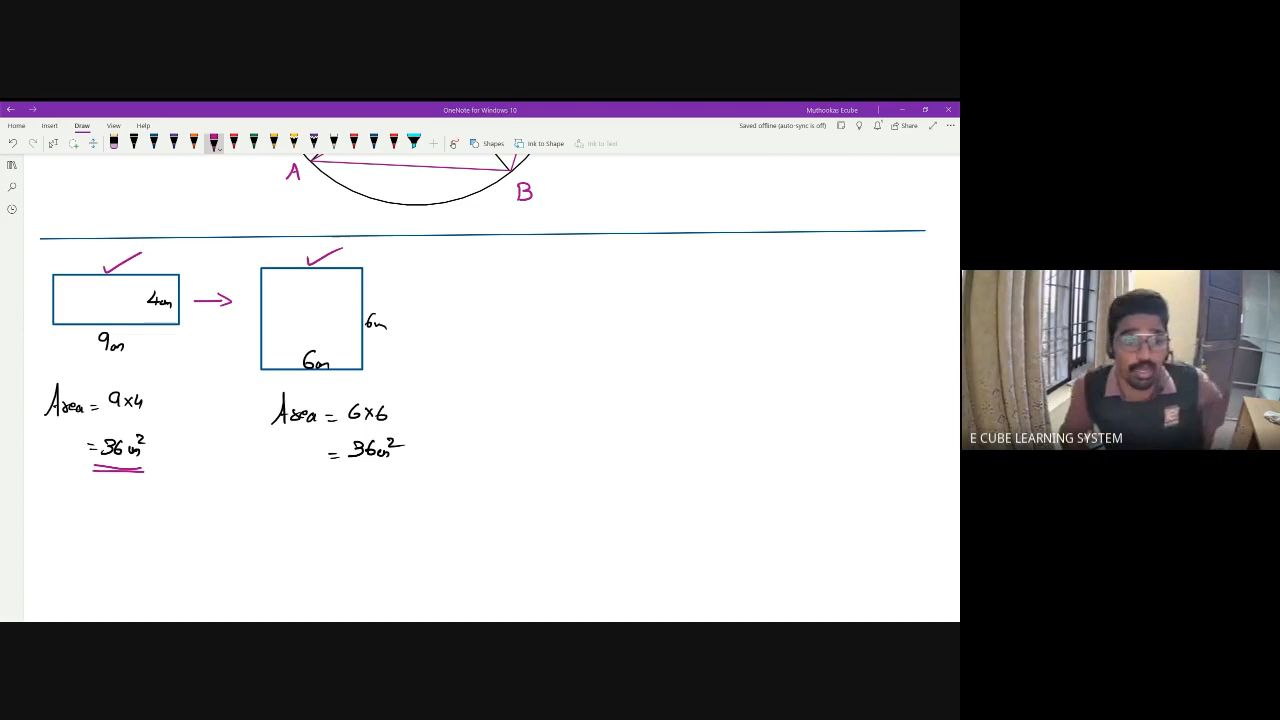 OneNote for Windows 10
Muthookas Ecube
Home Insert Draw View Help
Saved offline (auto-sync is off)
Share
Shapes
Ink to Shape
Ink to Text
A
B
4cm
9cm
6cm
6cm
Area = 9×4
= 36cm²
Area = 6×6
= 36cm²
E CUBE LEARNING SYSTEM